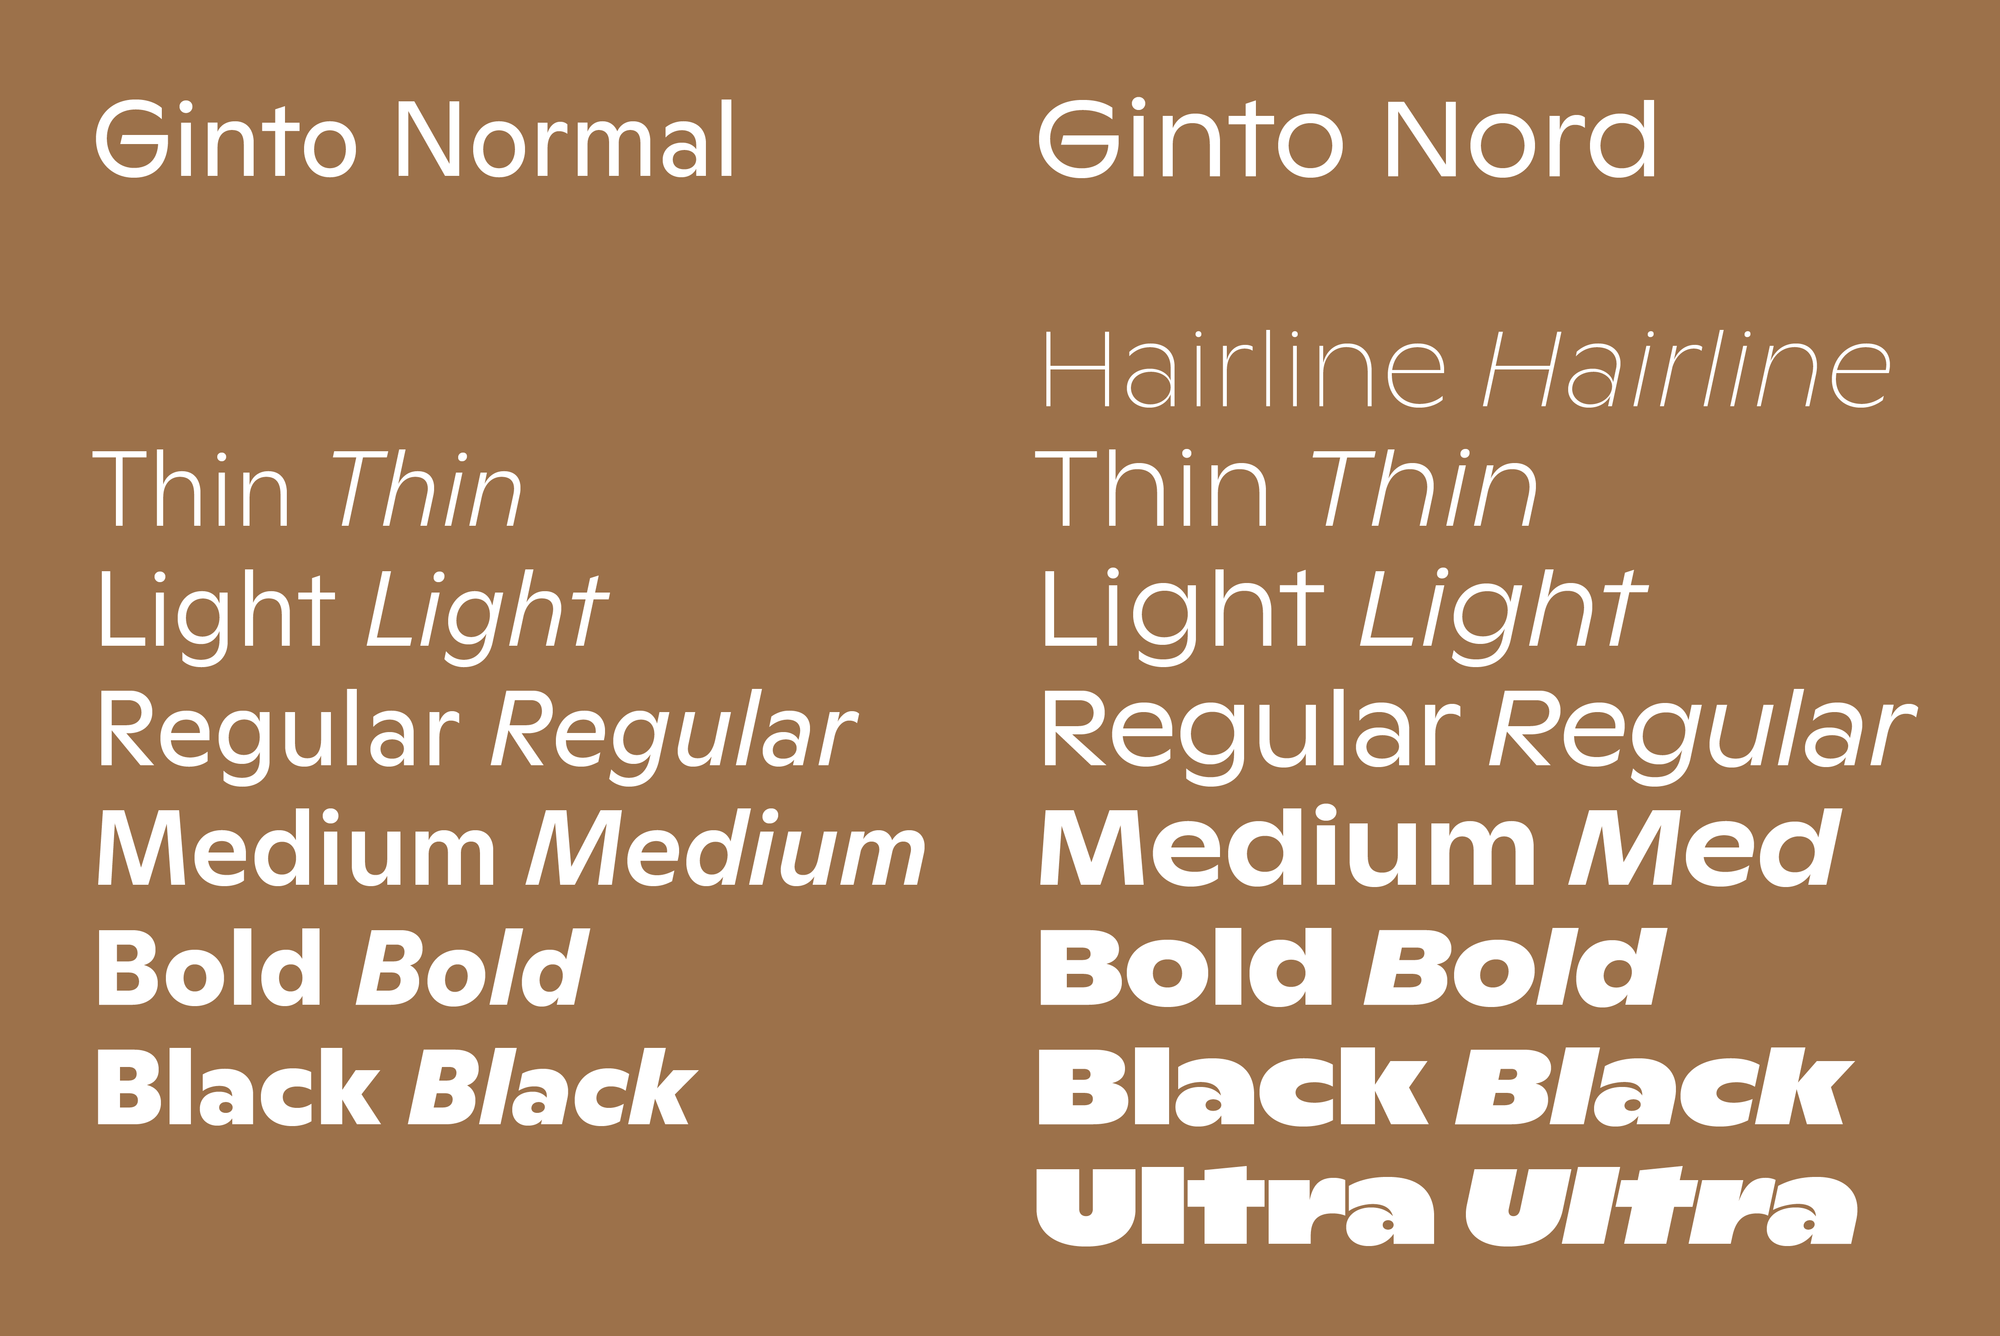 Ginto Normal
Thin Thin
Light Light
Regular Regular
Medium Medium
Bold Bold
Black Black
Ginto Nord
Hairline Hairline
Thin Thin
Light Light
Regular Regular
Medium Med
Bold Bold
Black Black
Ultra Ultra